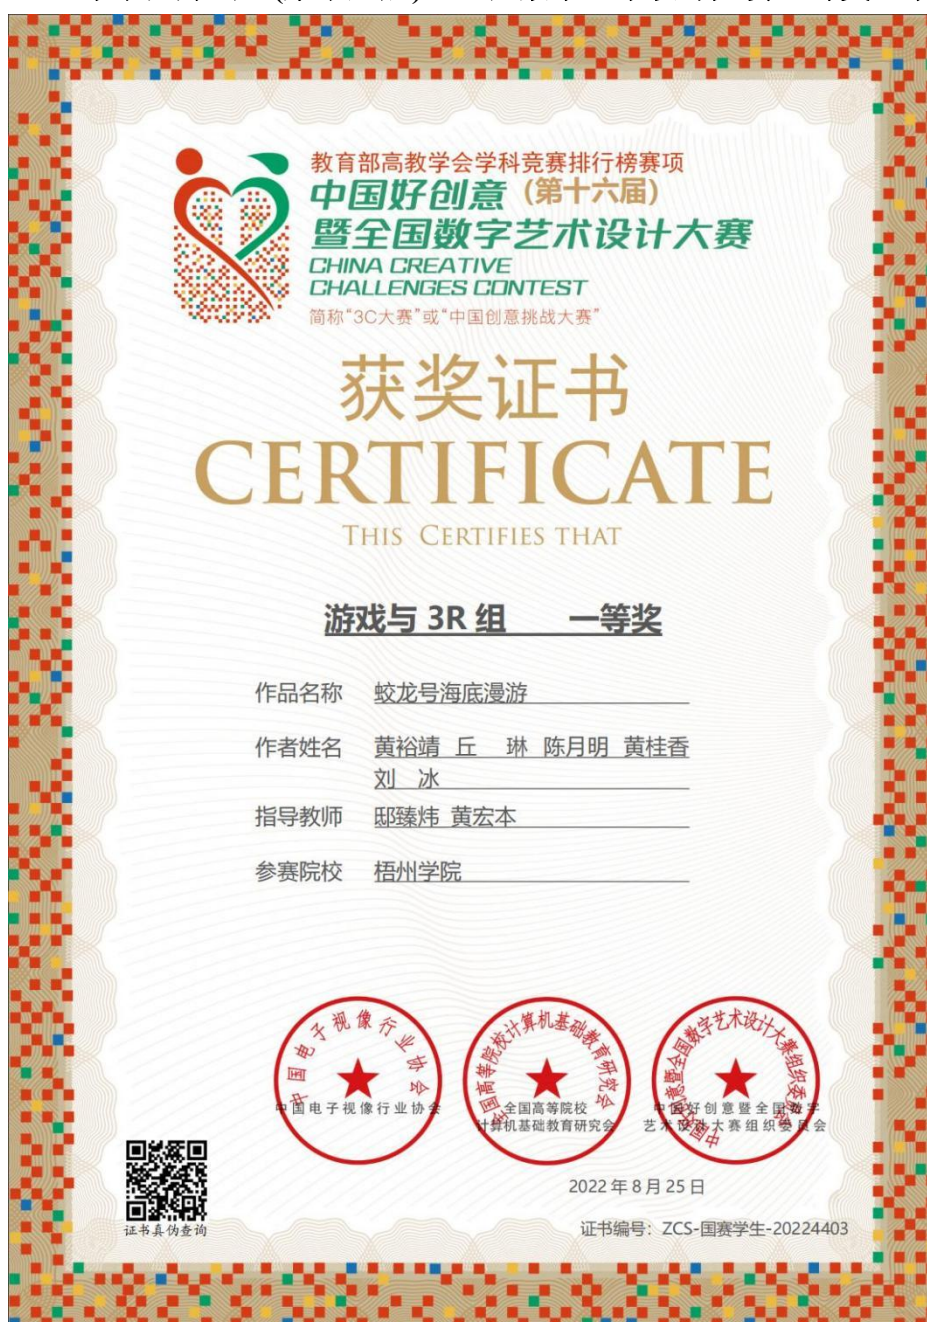 教育部高教学会学科竞赛排行榜赛项
中国好创意（第十六届）
暨全国数字艺术设计大赛
CHINA CREATIVE
CHALLENGES CONTEST
简称“3C大赛”或“中国创意挑战大赛”
获奖证书
CERTIFICATE
THIS CERTIFIES THAT
游戏与 3R 组 一等奖
作品名称 蛟龙号海底漫游
作者姓名 黄裕靖 丘 琳 陈月明 黄桂香
刘 冰
指导教师 邸臻炜 黄宏本
参赛院校 梧州学院
中国电子视像行业协会
全国高等院校计算机基础教育研究会
中国好创意暨全国数字艺术设计大赛组织委员会
中国电子视像行业协会
全国高等院校
计算机基础教育研究会
中国好创意暨全国数字
艺术设计大赛组织委员会
2022 年 8 月 25 日
证书真伪查询
证书编号：ZCS-国赛学生-20224403